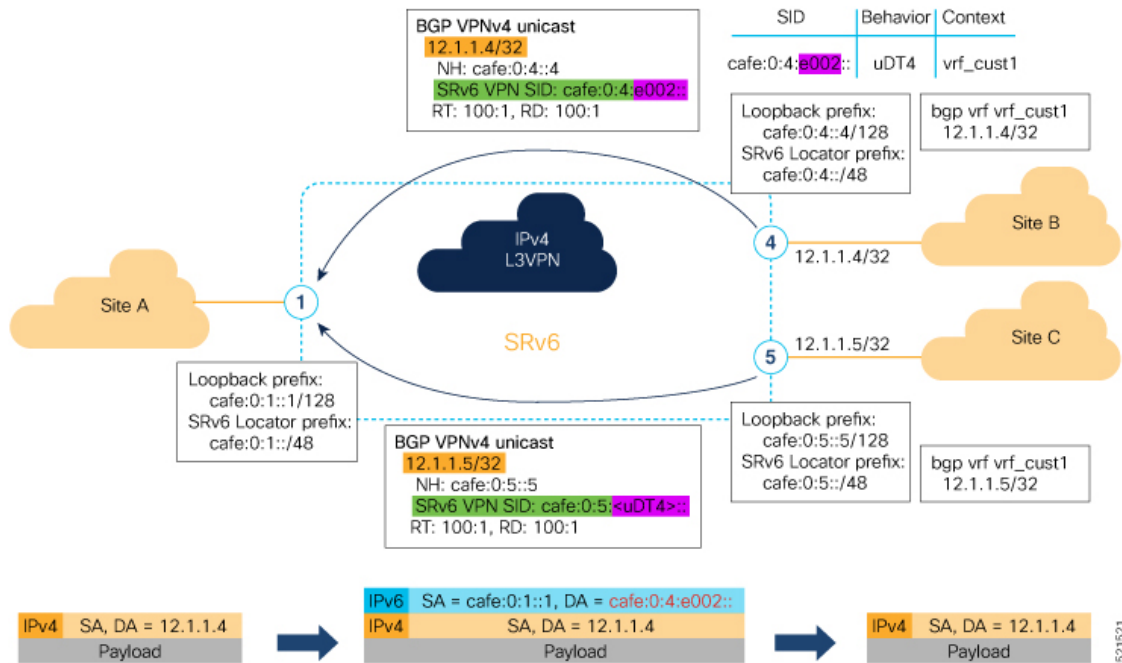 BGP VPNv4 unicast
12.1.1.4/32
NH: cafe:0:4::4
SRv6 VPN SID: cafe:0:4:e002::
RT: 100:1, RD: 100:1
SID Behavior Context
cafe:0:4:e002:: uDT4 vrf_cust1
Loopback prefix:
cafe:0:4::4/128
SRv6 Locator prefix:
cafe:0:4::/48
bgp vrf vrf_cust1
12.1.1.4/32
IPv4
L3VPN
4
12.1.1.4/32
Site B
Site A
1
SRv6
5
12.1.1.5/32
Site C
Loopback prefix:
cafe:0:1::1/128
SRv6 Locator prefix:
cafe:0:1::/48
BGP VPNv4 unicast
12.1.1.5/32
NH: cafe:0:5::5
SRv6 VPN SID: cafe:0:5:<uDT4>::
RT: 100:1, RD: 100:1
Loopback prefix:
cafe:0:5::5/128
SRv6 Locator prefix:
cafe:0:5::/48
bgp vrf vrf_cust1
12.1.1.5/32
IPv4 SA, DA = 12.1.1.4
Payload
IPv6 SA = cafe:0:1::1, DA = cafe:0:4:e002::
IPv4 SA, DA = 12.1.1.4
Payload
IPv4 SA, DA = 12.1.1.4
Payload
521521